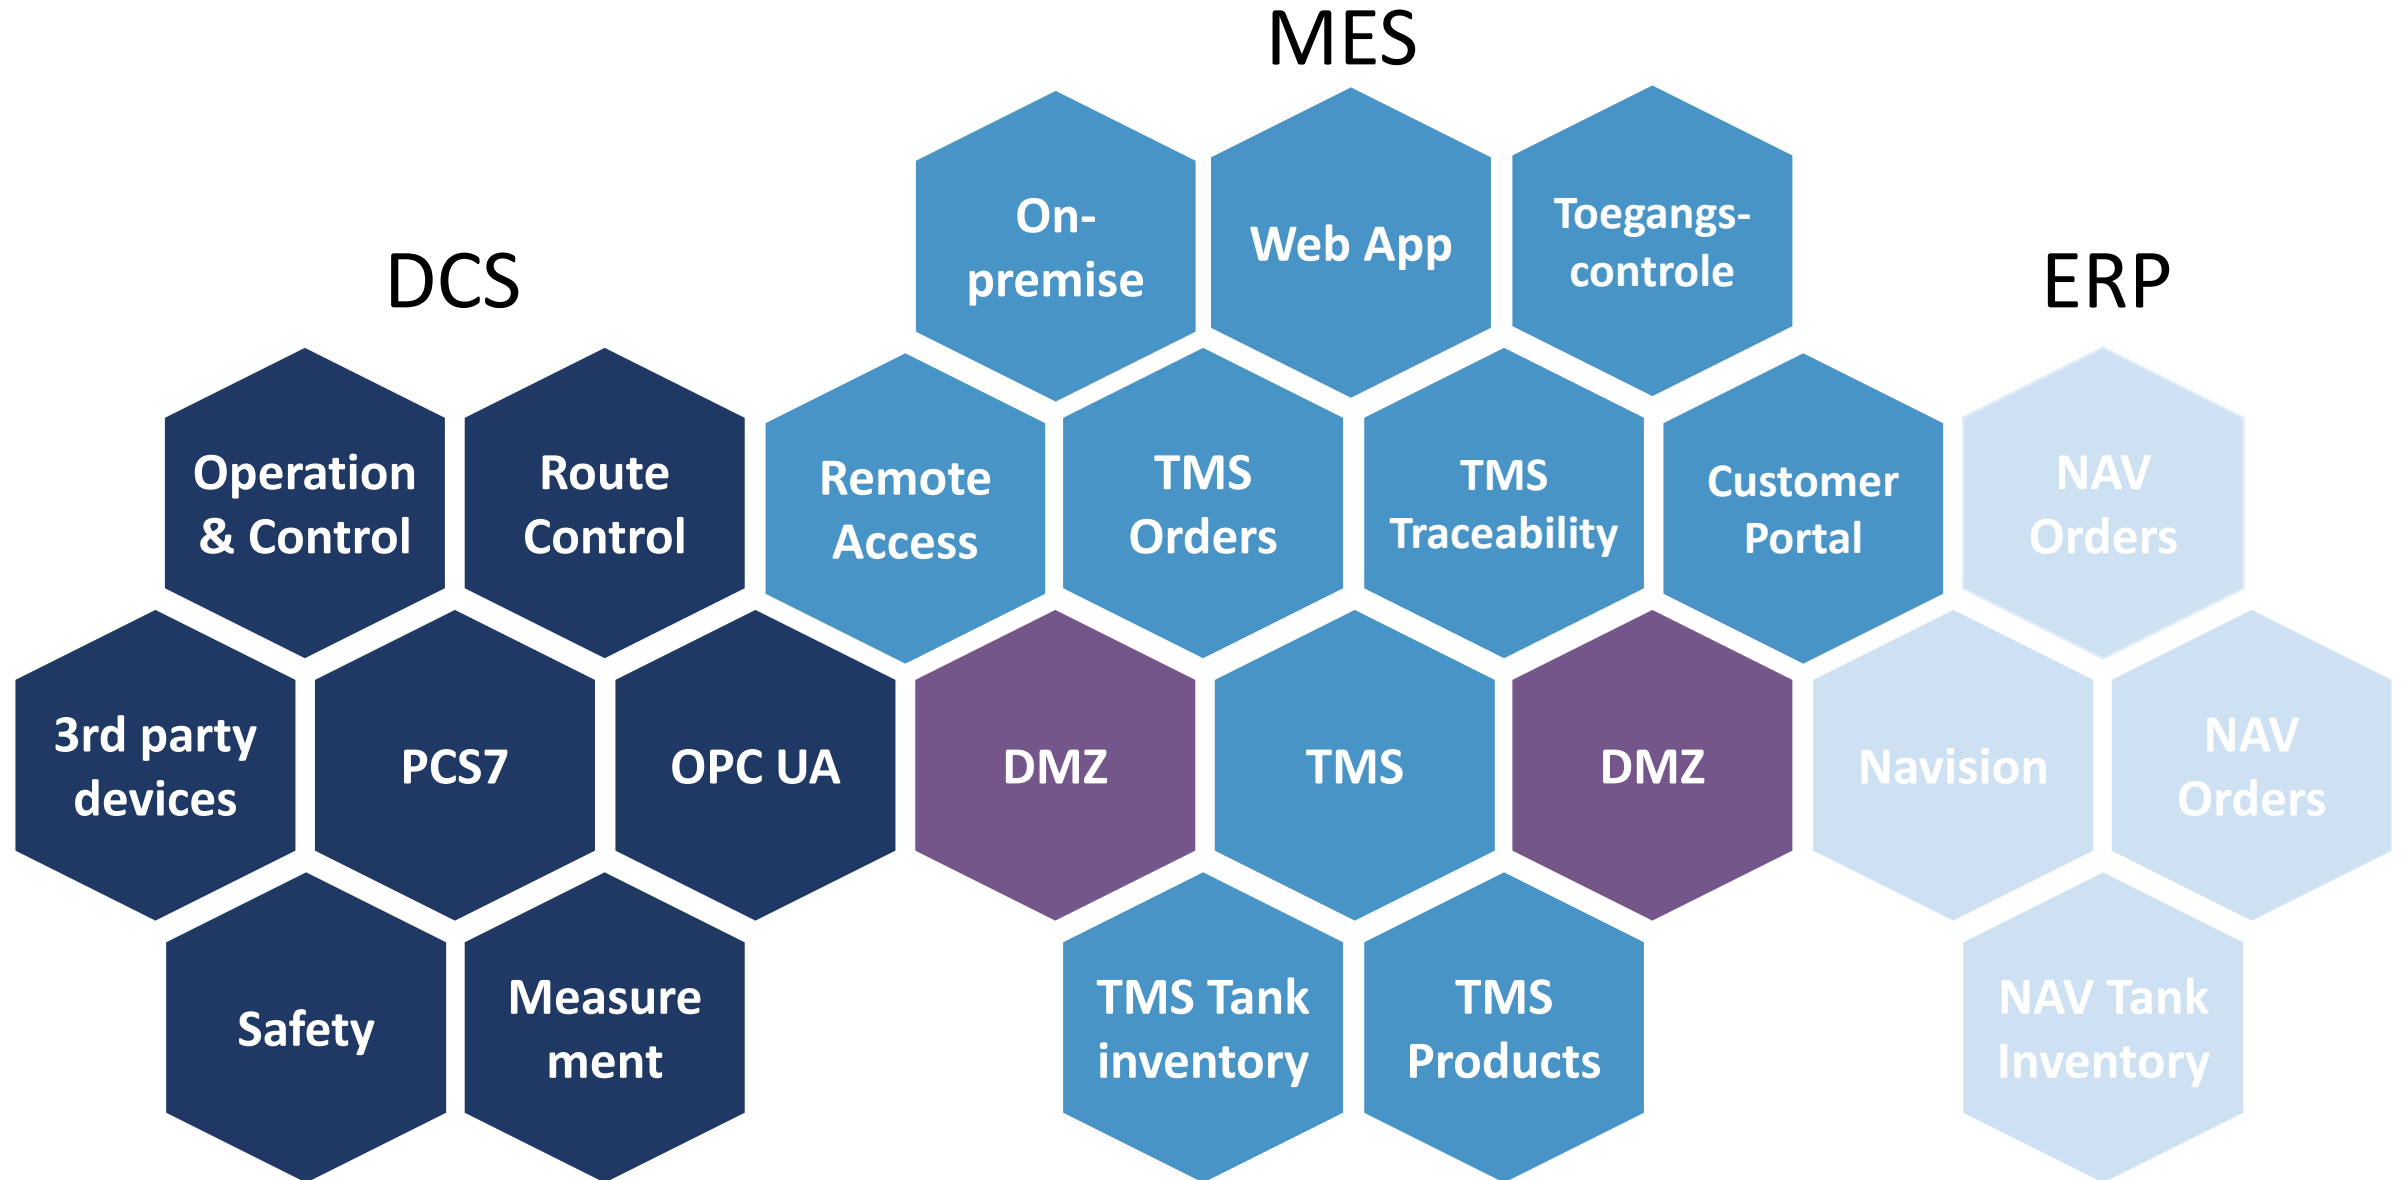 MES
DCS
ERP
On-
premise
Web App
Toegangs-
controle
Operation
& Control
Route
Control
Remote
Access
TMS
Orders
TMS
Traceability
Customer
Portal
NAV
Orders
3rd party
devices
PCS7
OPC UA
DMZ
TMS
DMZ
Navision
NAV
Orders
Safety
Measure
ment
TMS Tank
inventory
TMS
Products
NAV Tank
Inventory